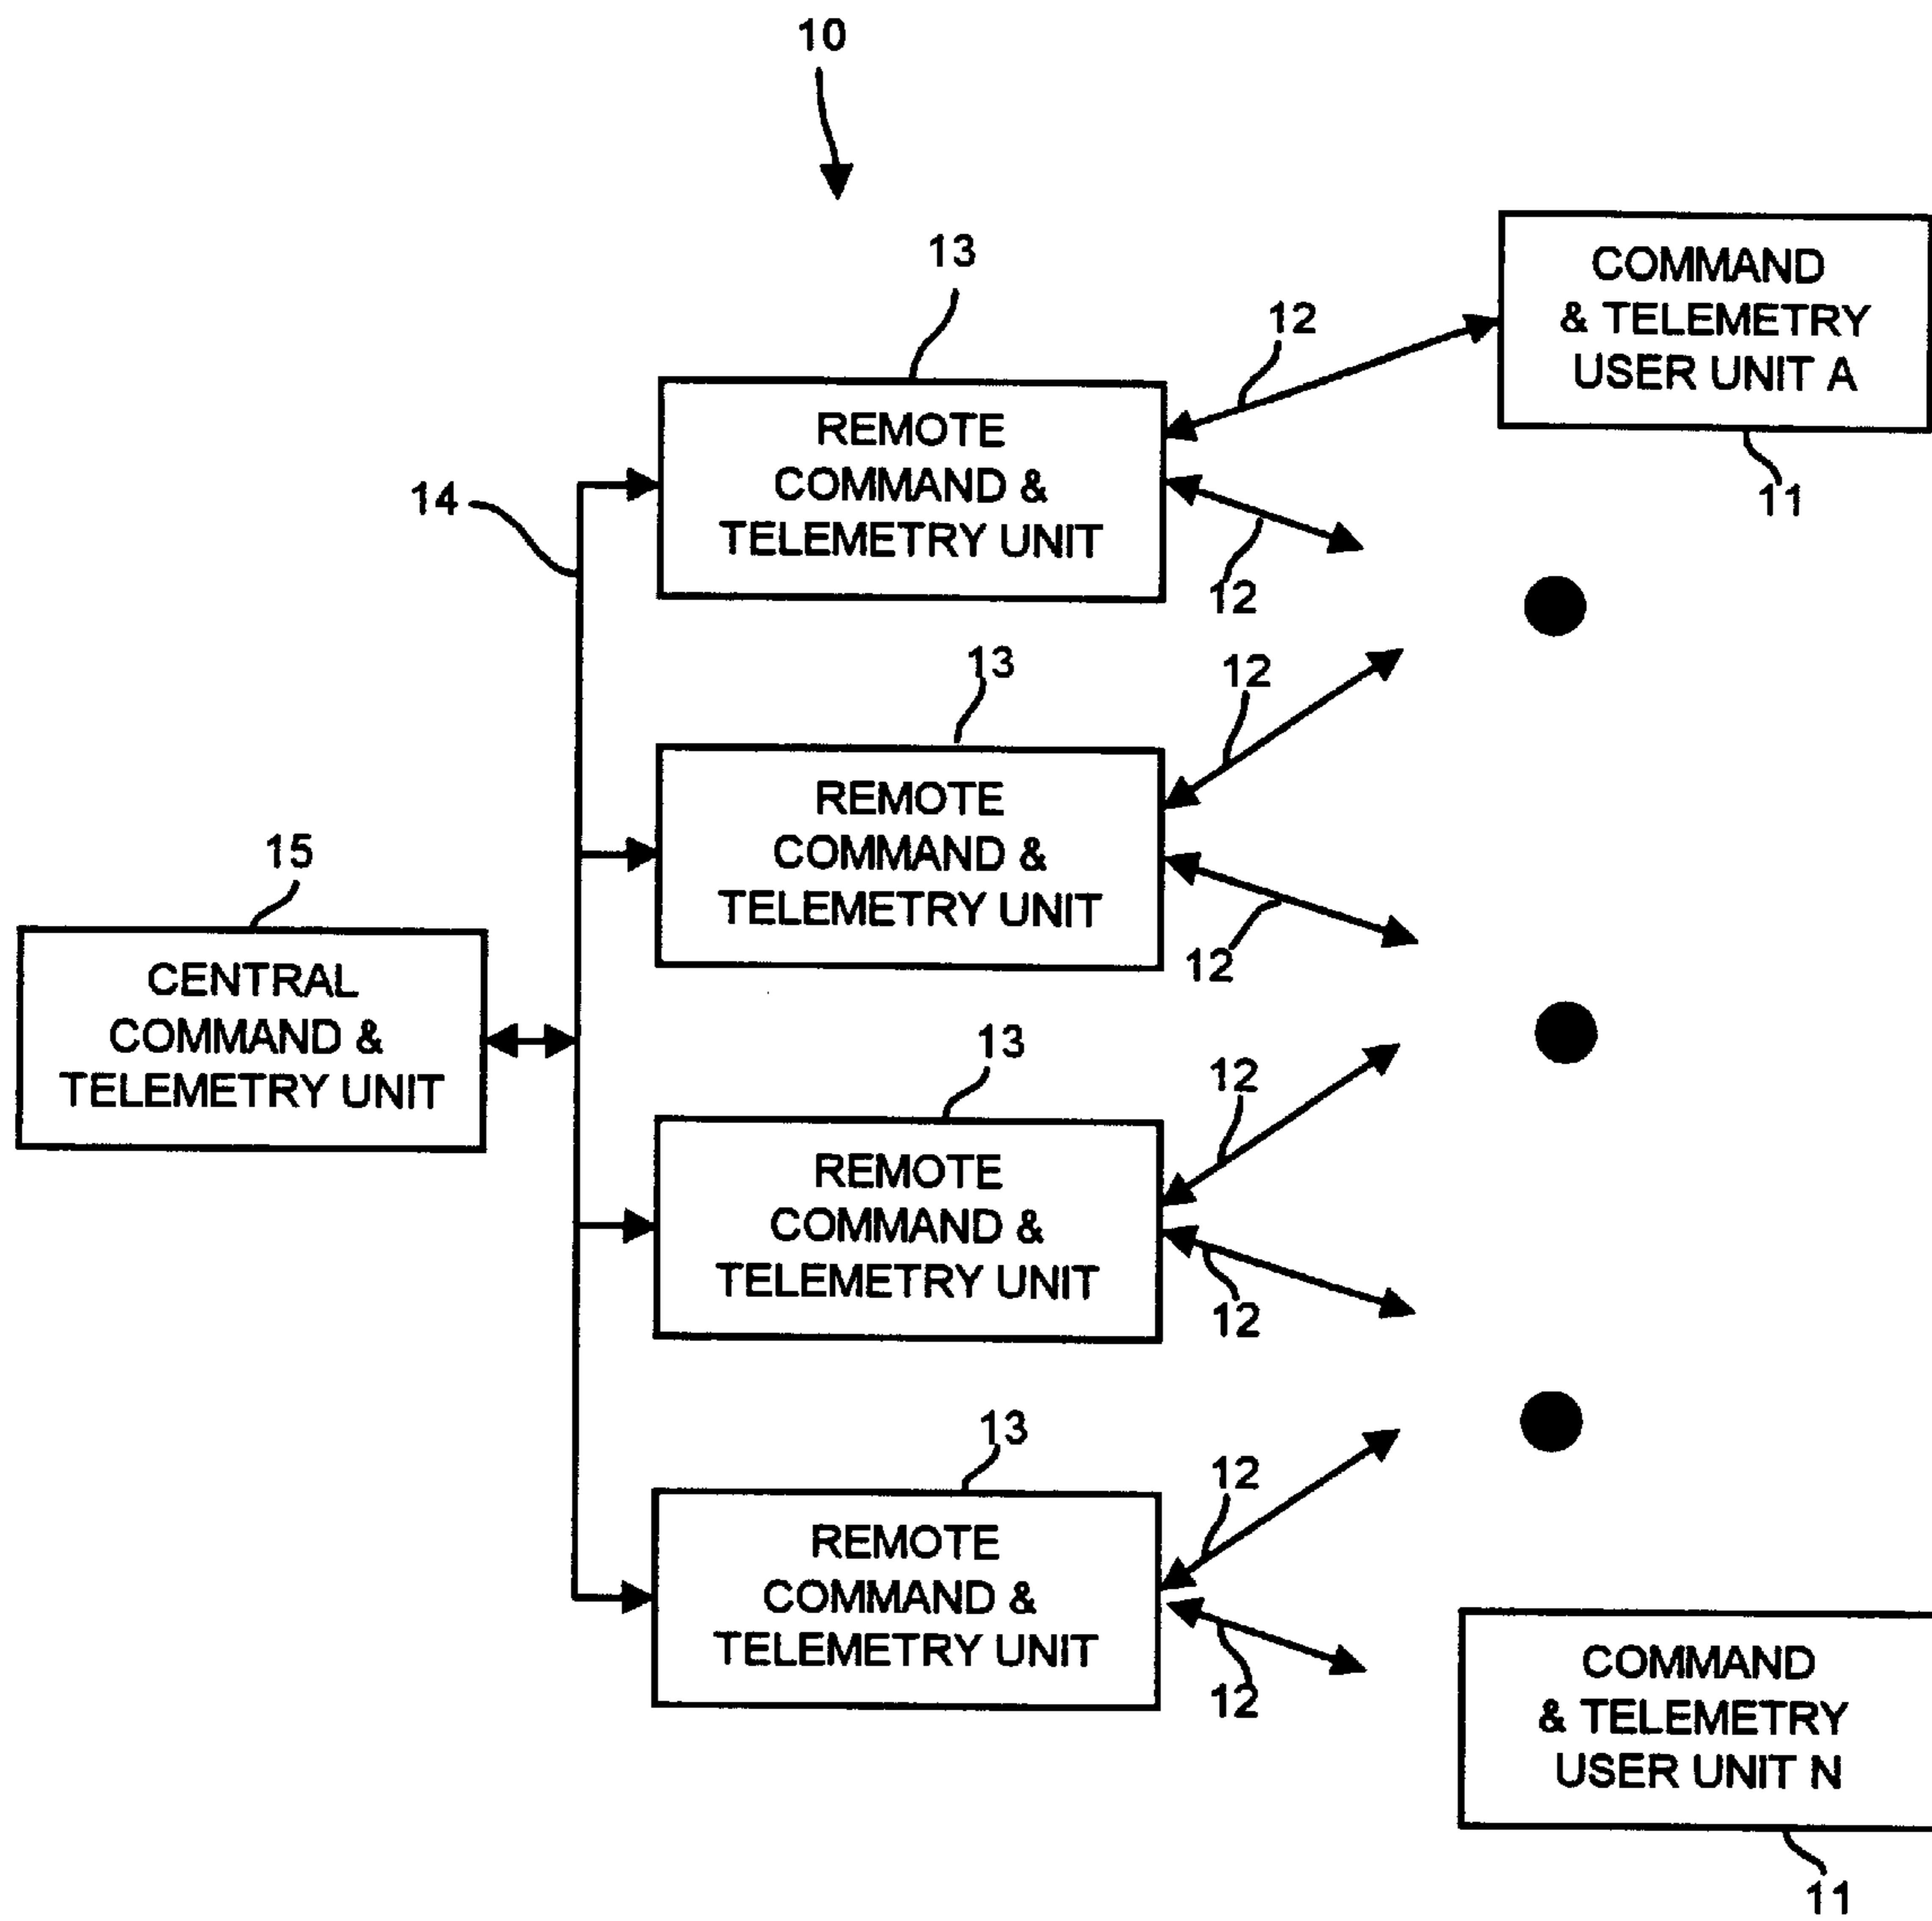 10
13
12
COMMAND
& TELEMETRY
USER UNIT A
11
REMOTE
COMMAND &
TELEMETRY UNIT
14
12
13
12
REMOTE
COMMAND &
TELEMETRY UNIT
12
15
CENTRAL
COMMAND &
TELEMETRY UNIT
13
12
REMOTE
COMMAND &
TELEMETRY UNIT
12
13
12
REMOTE
COMMAND &
TELEMETRY UNIT
12
COMMAND
& TELEMETRY
USER UNIT N
11